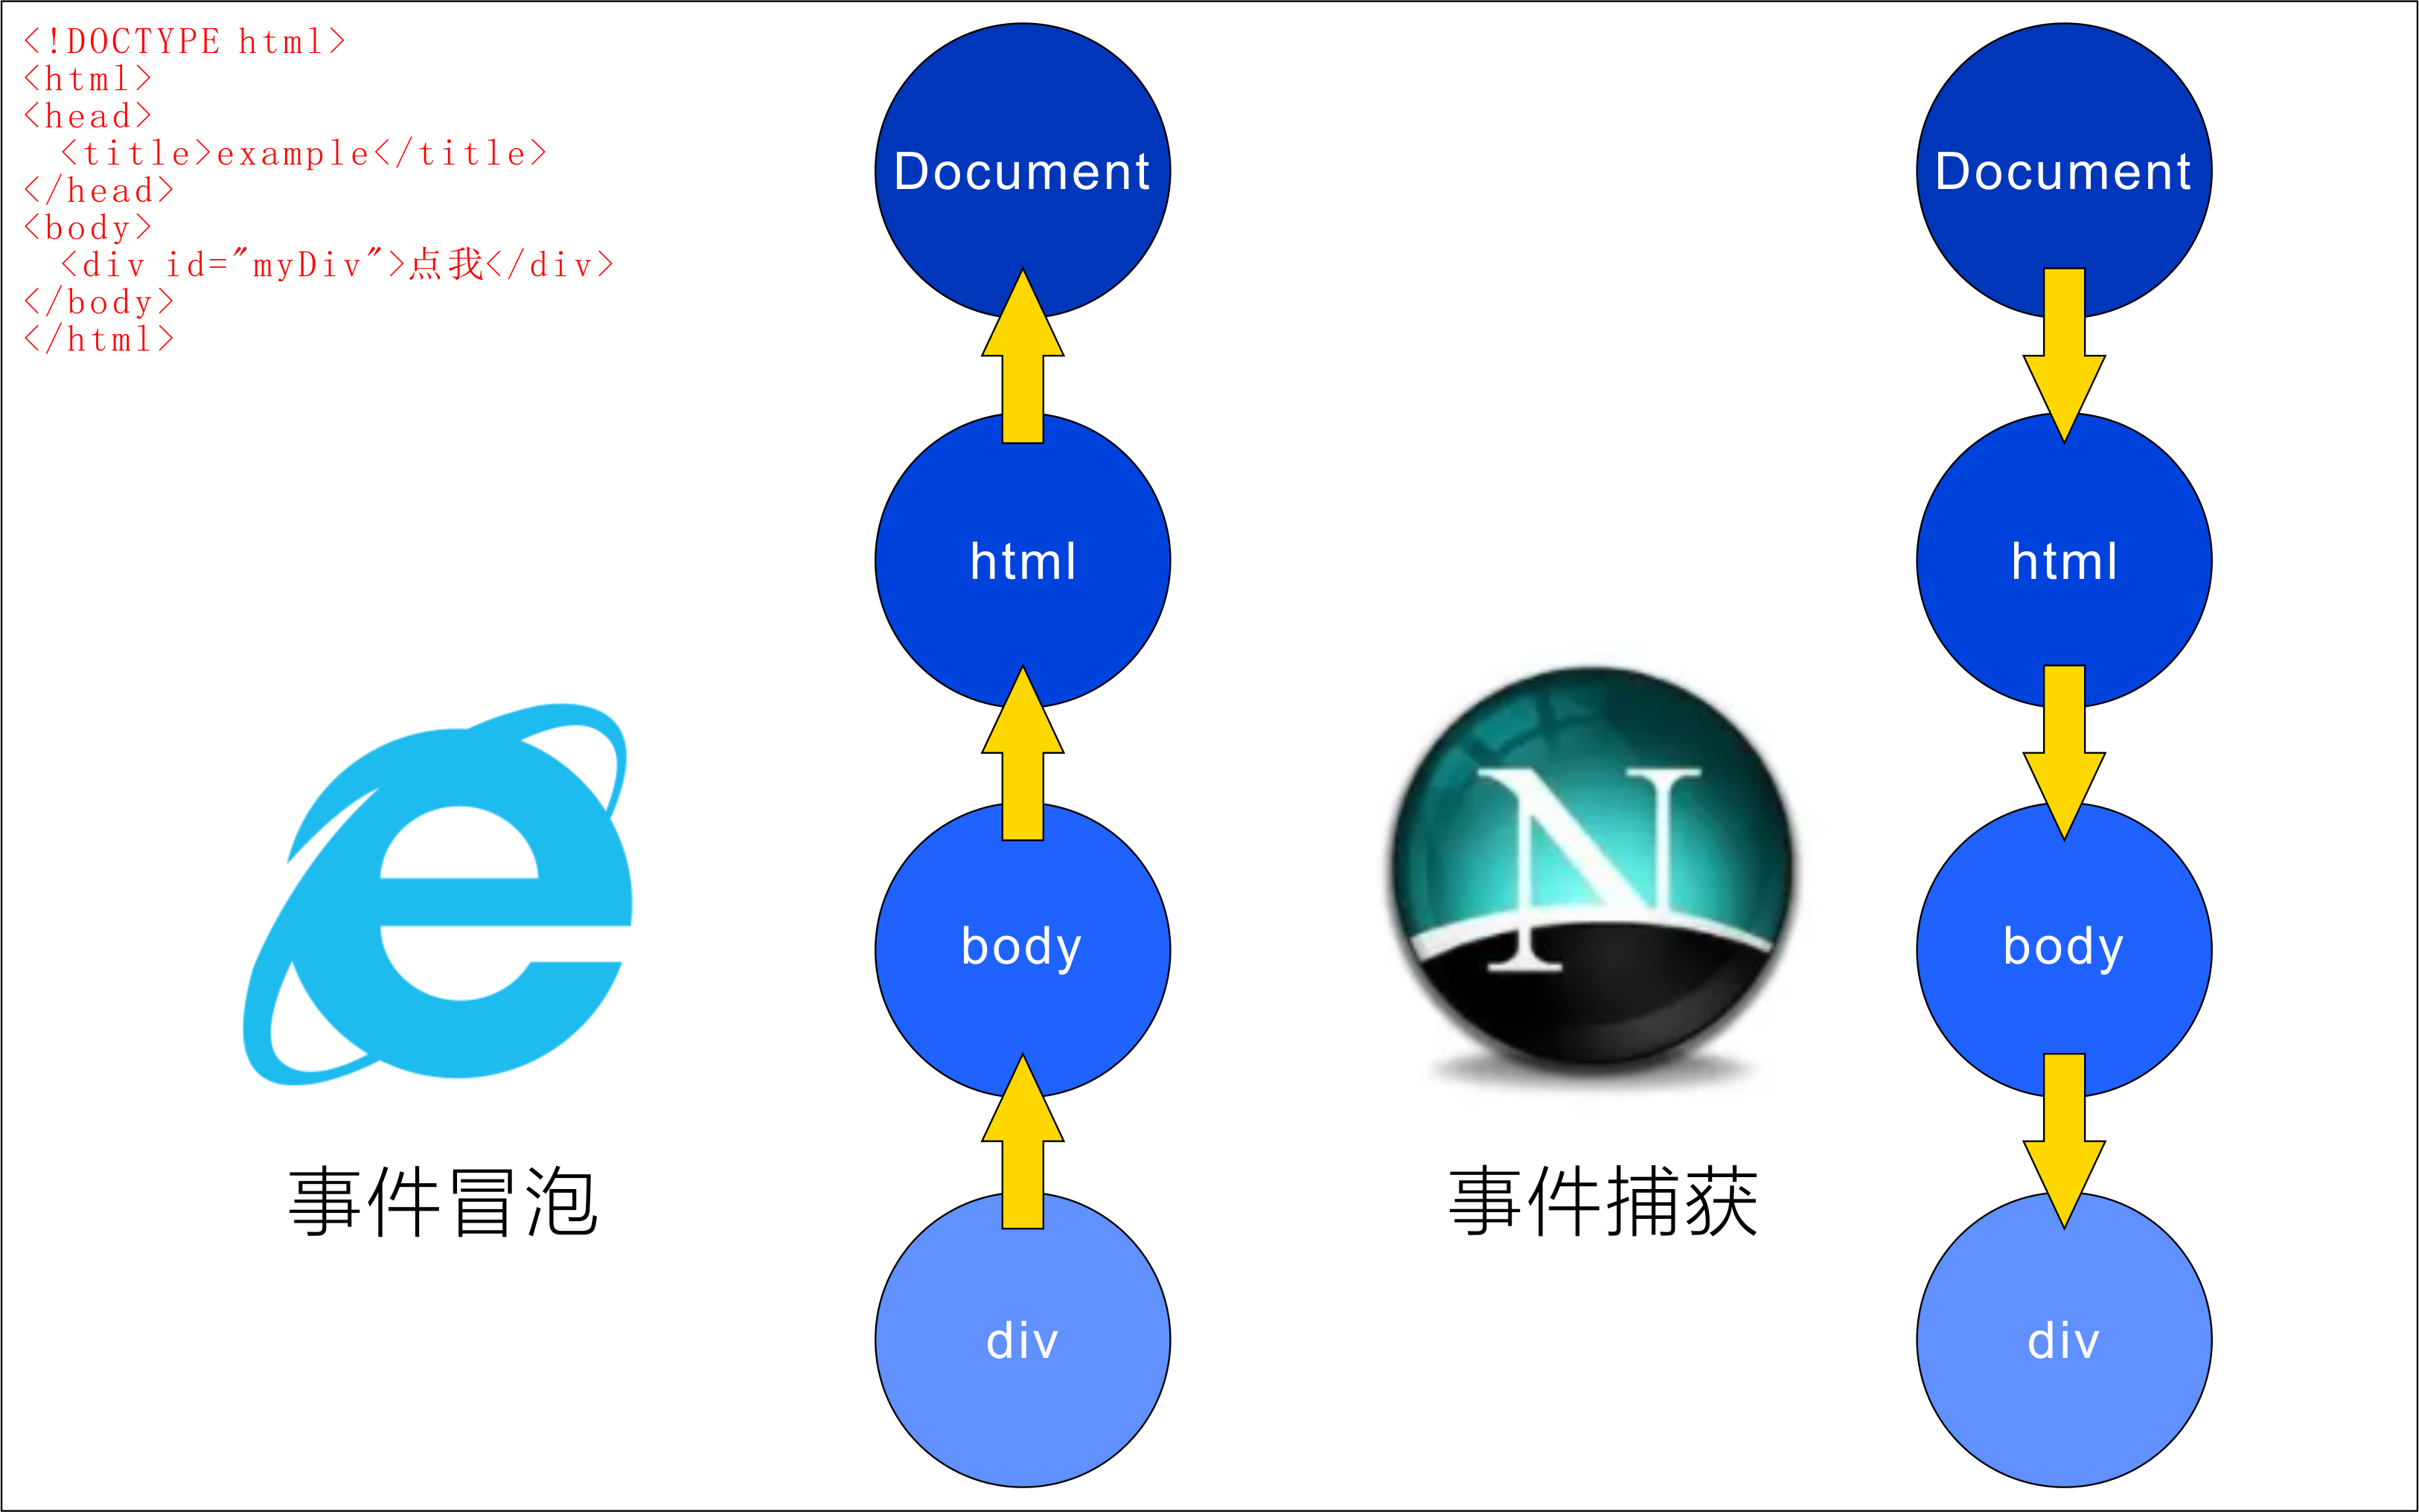 <!DOCTYPE html>
<html>
<head>
  <title>example</title>
</head>
<body>
  <div id="myDiv">点我</div>
</body>
</html>
Document
html
body
div
事件冒泡
Document
html
body
div
N
事件捕获